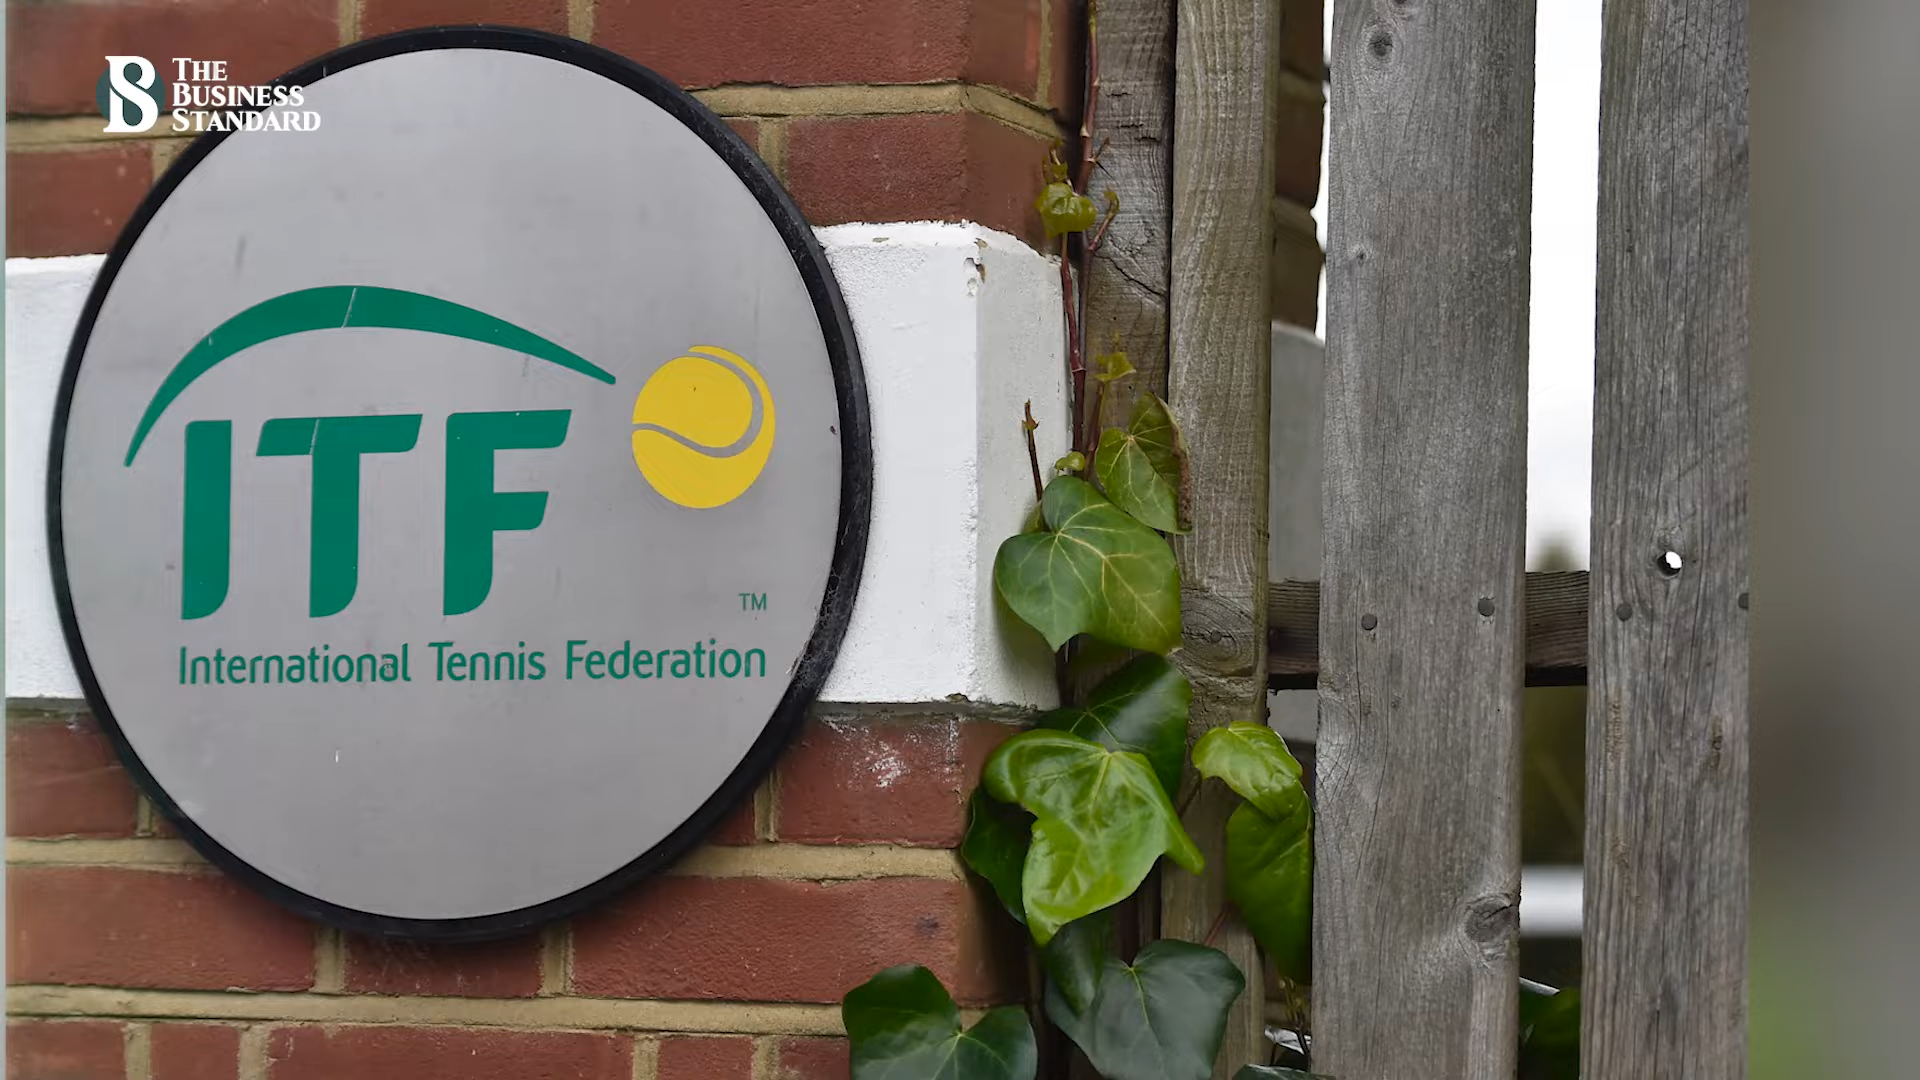 THE
BUSINESS
STANDARD
ITF
TM
International Tennis Federation